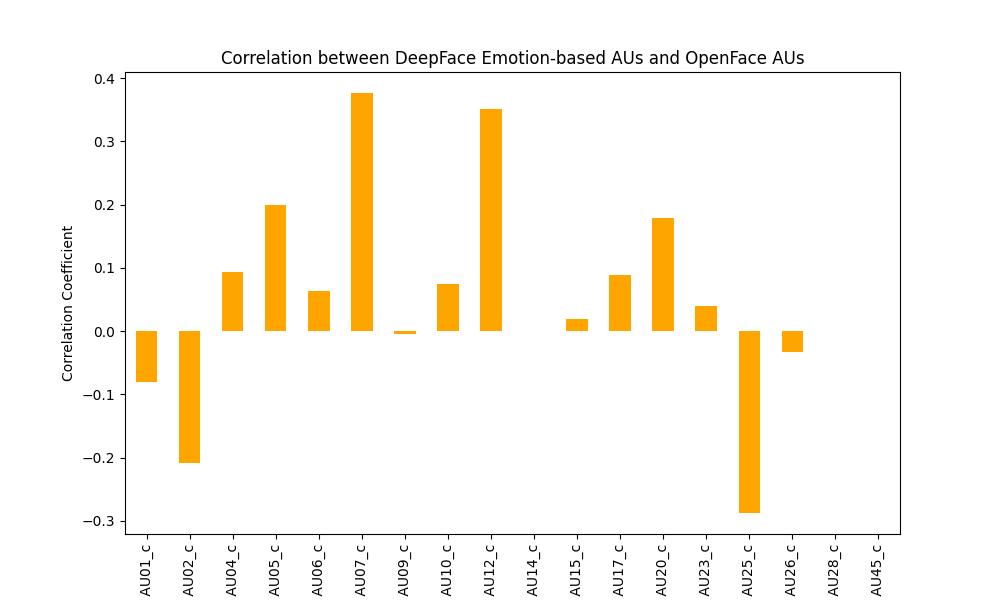 Correlation between DeepFace Emotion-based AUs and OpenFace AUs
Correlation Coefficient
0.4
0.3
0.2
0.1
0.0
−0.1
−0.2
−0.3
AU01_c
AU02_c
AU04_c
AU05_c
AU06_c
AU07_c
AU09_c
AU10_c
AU12_c
AU14_c
AU15_c
AU17_c
AU20_c
AU23_c
AU25_c
AU26_c
AU28_c
AU45_c